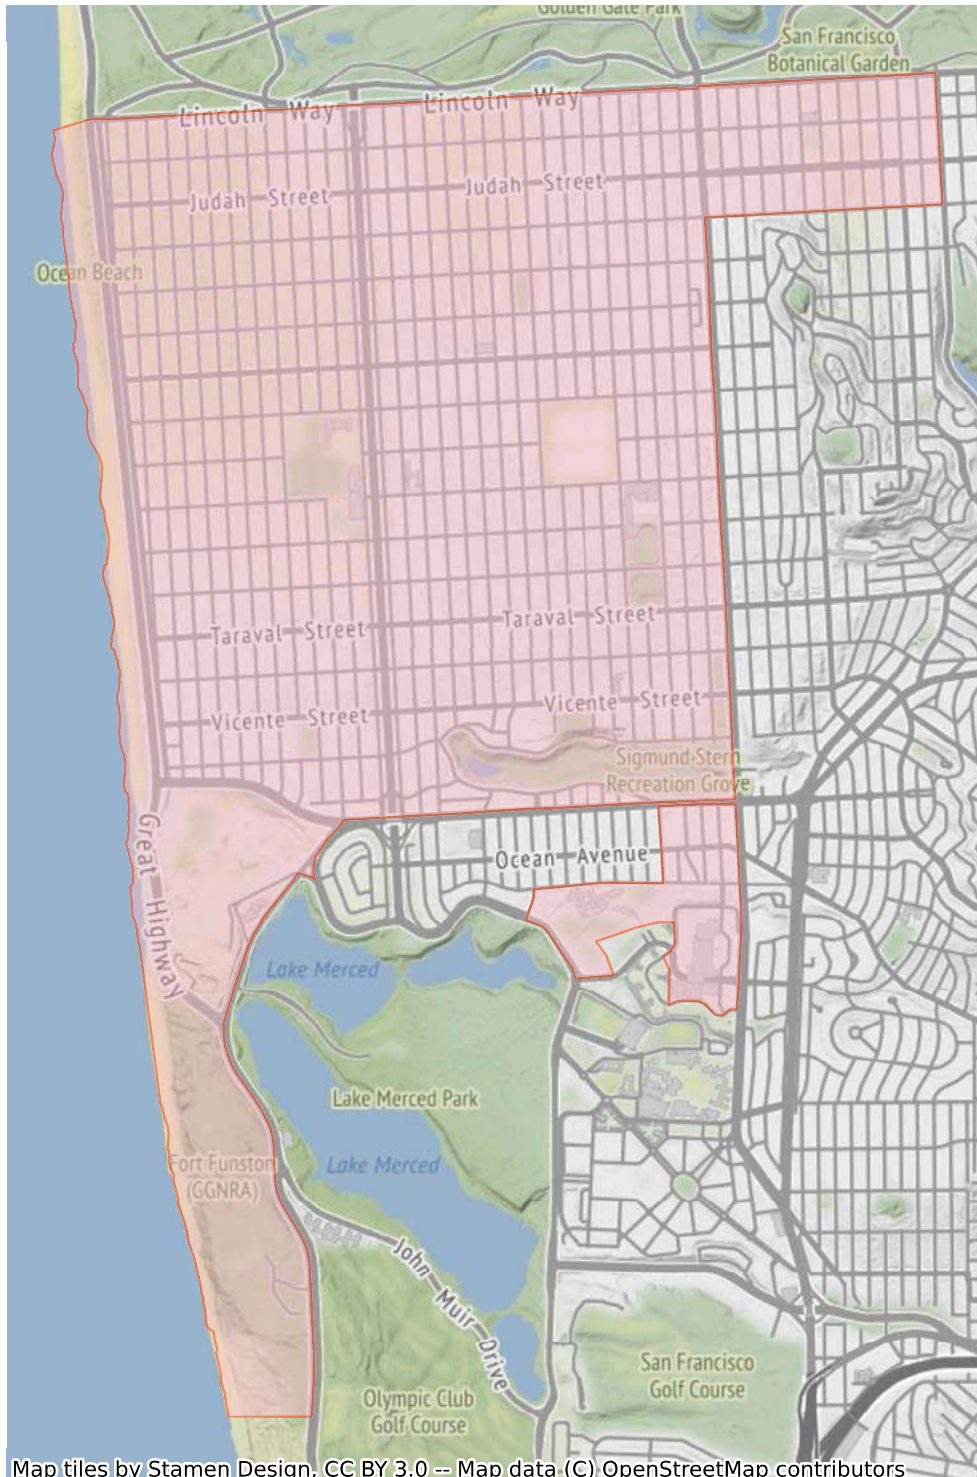 Golden Gate Park
San Francisco
Botanical Garden
Lincoln Way
Lincoln Way
Judah Street
Judah Street
Ocean Beach
Taraval Street
Taraval Street
Vicente Street
Vicente Street
Sigmund Stern
Recreation Grove
Great Highway
Ocean Avenue
Lake Merced
Lake Merced Park
Lake Merced
Fort Funston
(GGNRA)
John Muir Drive
San Francisco
Golf Course
Olympic Club
Golf Course
Map tiles by Stamen Design, CC BY 3.0 -- Map data (C) OpenStreetMap contributors